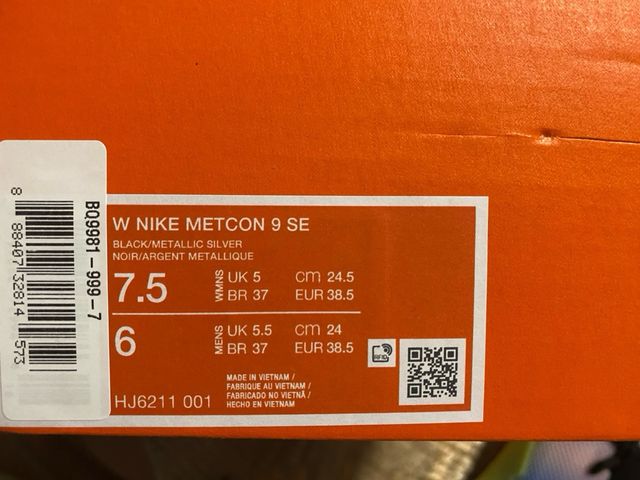 8 88407 32814 573
BQ9981-999-7
W NIKE METCON 9 SE
BLACK/METALLIC SILVER
NOIR/ARGENT METALLIQUE
7.5 WMNS UK 5 cm 24.5
BR 37 EUR 38.5
6 MENS UK 5.5 cm 24
BR 37 EUR 38.5
RFID
MADE IN VIETNAM /
FABRIQUE AU VIETNAM /
FABRICADO NO VIETNÃ /
HECHO EN VIETNAM
HJ6211 001